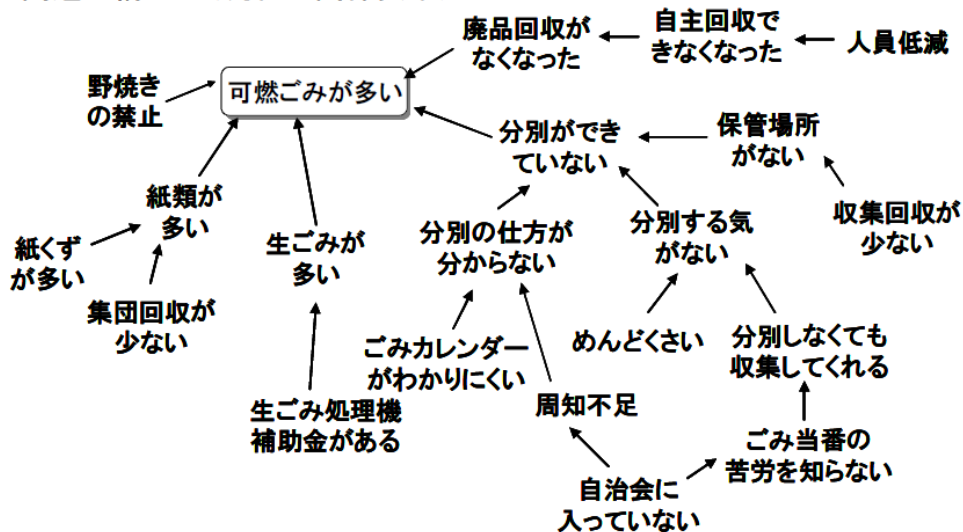 廃品回収が
なくなった
自主回収で
きなくなった
人員低減
野焼き
の禁止
可燃ごみが多い
分別ができ
ていない
保管場所
がない
紙類が
多い
収集回収が
少ない
紙くず
が多い
生ごみが
多い
分別の仕方が
分からない
分別する気
がない
集団回収が
少ない
ごみカレンダー
がわかりにくい
めんどくさい
分別しなくても
収集してくれる
生ごみ処理機
補助金がある
周知不足
ごみ当番の
苦労を知らない
自治会に
入っていない